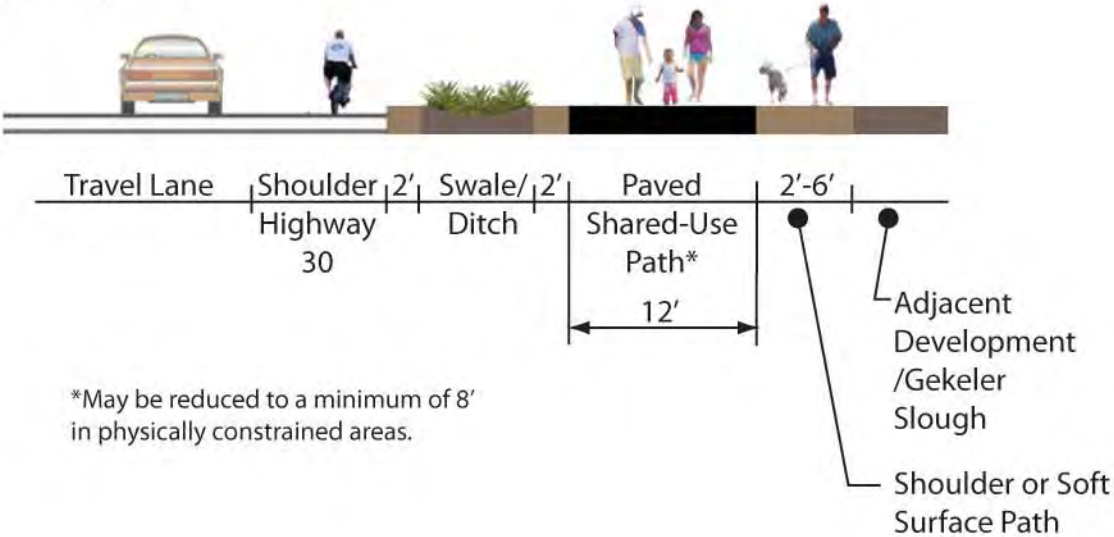 Travel Lane
Shoulder
Highway
30
2'
Swale/
Ditch
2'
Paved
Shared-Use
Path*
12'
2'-6'
Adjacent
Development
/Gekeler
Slough
Shoulder or Soft
Surface Path
*May be reduced to a minimum of 8'
in physically constrained areas.